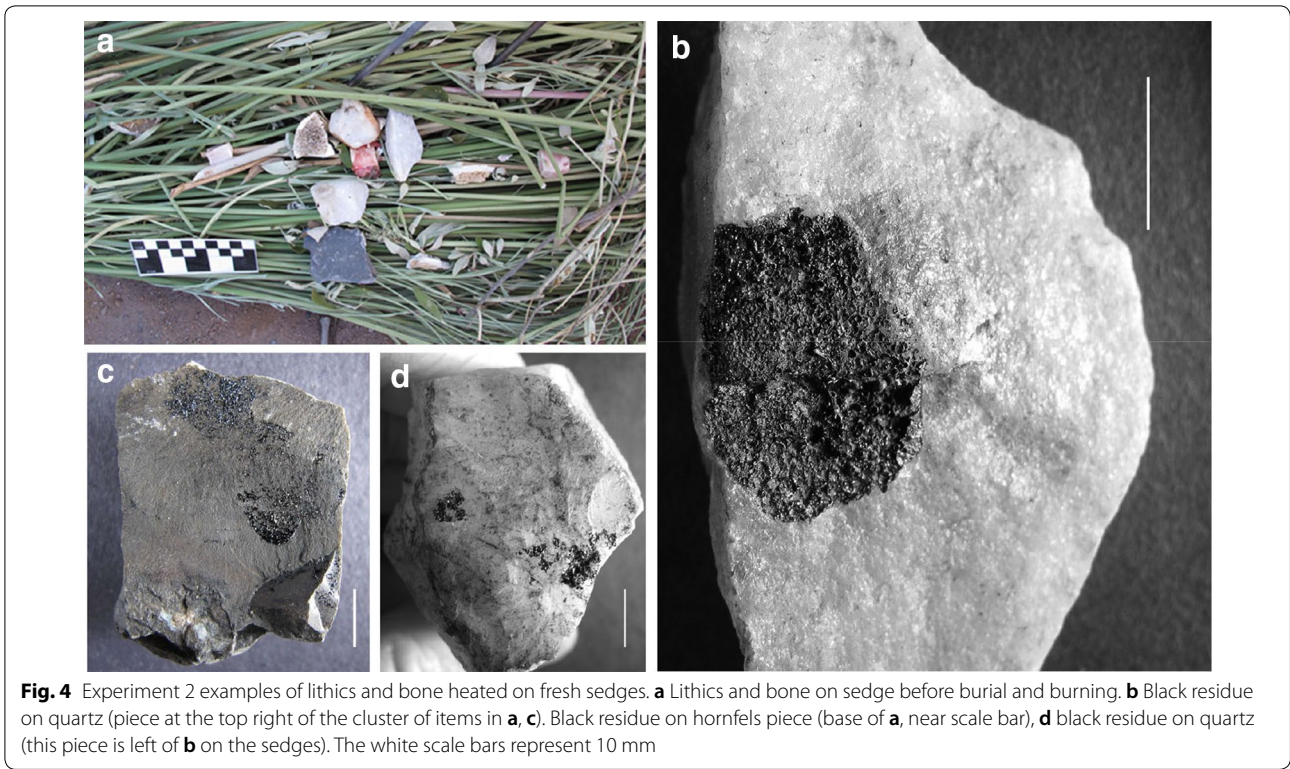 a
b
c
d
Fig. 4 Experiment 2 examples of lithics and bone heated on fresh sedges. a Lithics and bone on sedge before burial and burning. b Black residue
on quartz (piece at the top right of the cluster of items in a, c). Black residue on hornfels piece (base of a, near scale bar), d black residue on quartz
(this piece is left of b on the sedges). The white scale bars represent 10 mm